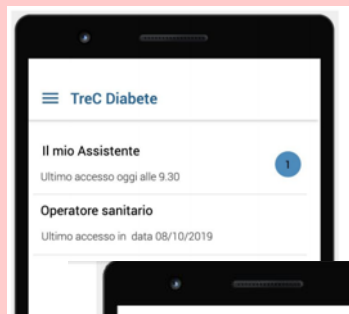 TreC Diabete
Il mio Assistente
1
Ultimo accesso oggi alle 9.30
Operatore sanitario
Ultimo accesso in data 08/10/2019